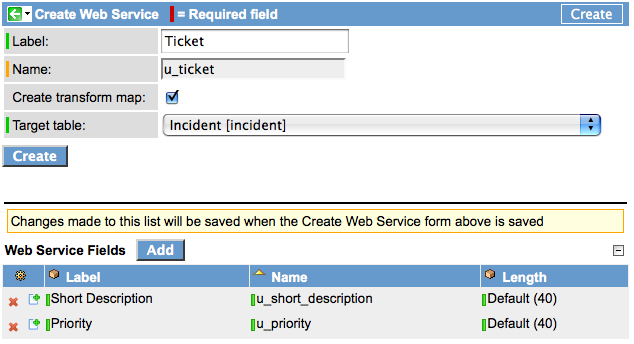 Create Web Service = Required field Create
Label: Ticket
Name: u_ticket
Create transform map:
Target table: Incident [incident]
Create
Changes made to this list will be saved when the Create Web Service form above is saved
Web Service Fields Add
Label Name Length
Short Description u_short_description Default (40)
Priority u_priority Default (40)